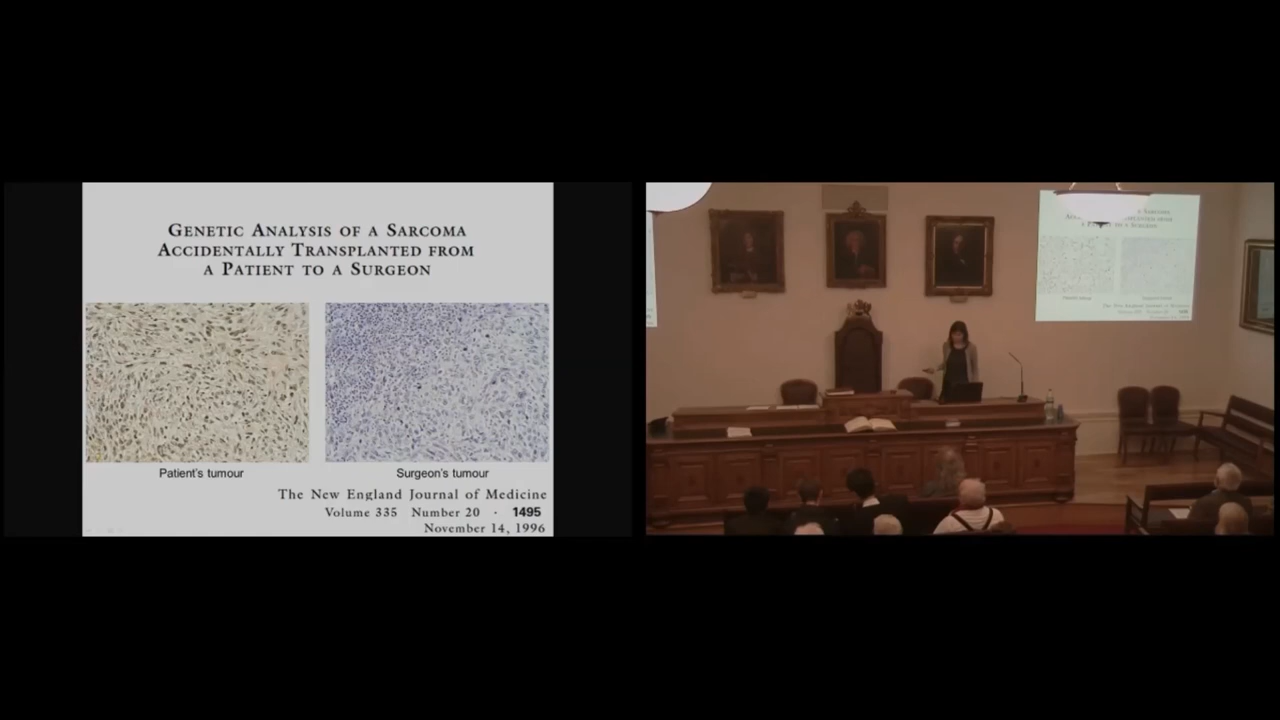 GENETIC ANALYSIS OF A SARCOMA
ACCIDENTALLY TRANSPLANTED FROM
A PATIENT TO A SURGEON
Patient's tumour
Surgeon's tumour
The New England Journal of Medicine
Volume 335 Number 20 · 1495
November 14, 1996